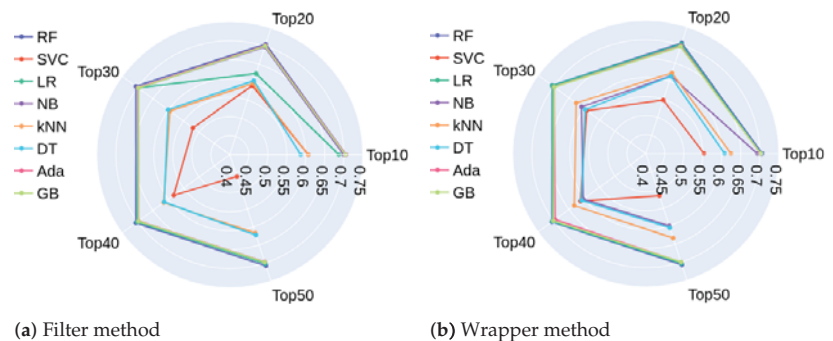 Top20
Top30
Top10
Top40
Top50
RF
SVC
LR
NB
kNN
DT
Ada
GB
0.4
0.45
0.5
0.55
0.6
0.65
0.7
0.75
(a) Filter method
Top20
Top30
Top10
Top40
Top50
RF
SVC
LR
NB
kNN
DT
Ada
GB
0.4
0.45
0.5
0.55
0.6
0.65
0.7
0.75
(b) Wrapper method